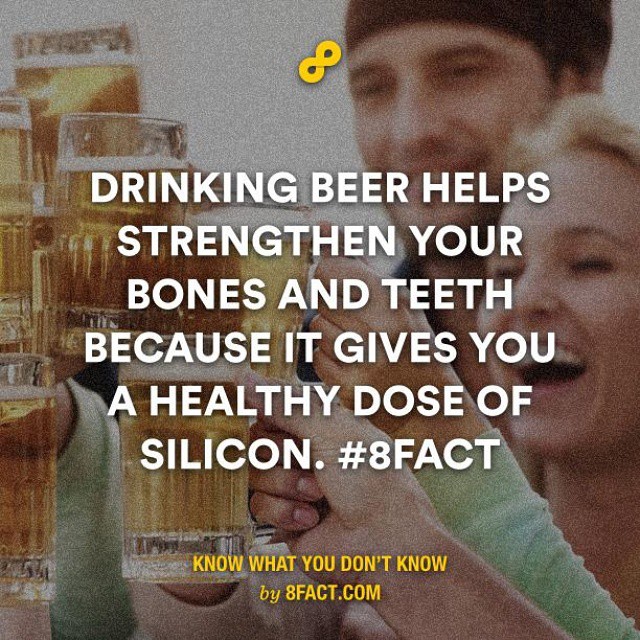 DRINKING BEER HELPS
STRENGTHEN YOUR
BONES AND TEETH
BECAUSE IT GIVES YOU
A HEALTHY DOSE OF
SILICON. #8FACT
KNOW WHAT YOU DON'T KNOW
by 8FACT.COM